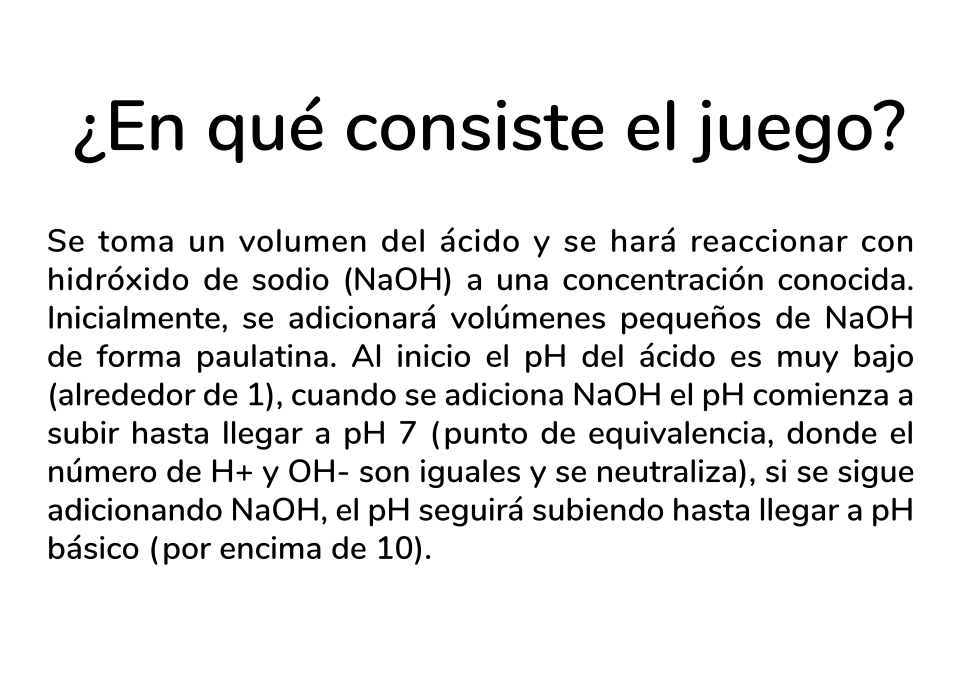 ¿En qué consiste el juego?
Se toma un volumen del ácido y se hará reaccionar con
hidróxido de sodio (NaOH) a una concentración conocida.
Inicialmente, se adicionará volúmenes pequeños de NaOH
de forma paulatina. Al inicio el pH del ácido es muy bajo
(alrededor de 1), cuando se adiciona NaOH el pH comienza a
subir hasta llegar a pH 7 (punto de equivalencia, donde el
número de H+ y OH- son iguales y se neutraliza), si se sigue
adicionando NaOH, el pH seguirá subiendo hasta llegar a pH
básico (por encima de 10).